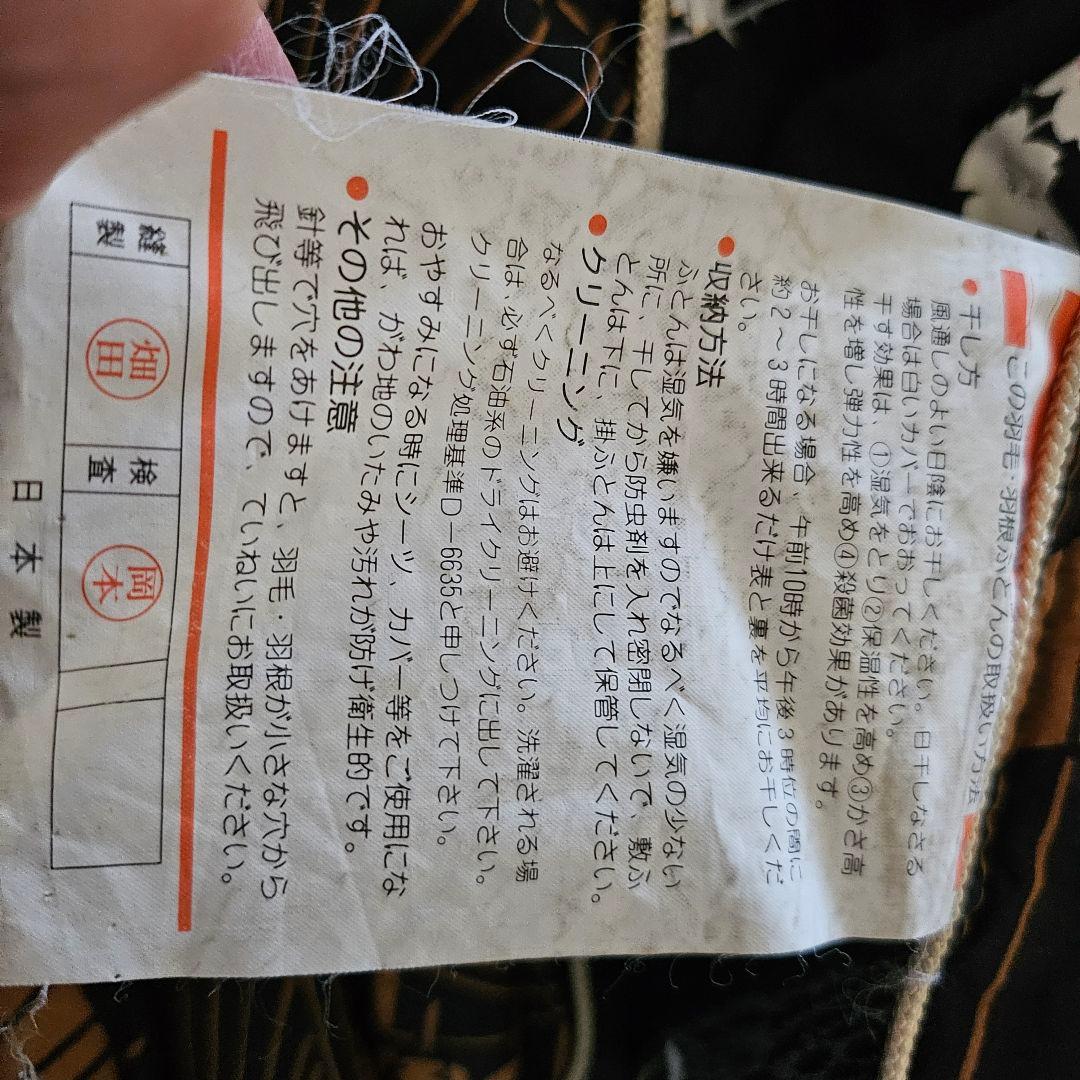 この羽毛・羽根ふとんの取扱い方法
●干し方
風通しのよい日陰にお干しください。日干しなさる
場合は白いカバーでおおってください。
干す効果は、①湿気をとり②保温性を高め③かさ高
性を増し弾力性を高め④殺菌効果があります。
お干しになる場合、午前10時から午後3時位の間に
約2〜3時間出来るだけ表と裏を平均にお干しくだ
さい。
●収納方法
ふとんは湿気を嫌いますのでなるべく湿気の少ない
所に、干してから防虫剤を入れ密閉しないで、敷ふ
とんは下に、掛ふとんは上にして保管してください。
●クリーニング
なるべくクリーニングはお避けください。洗濯される場
合は、必ず石油系のドライクリーニングに出して下さい。
クリーニング処理基準D-6635と申しつけて下さい。
おやすみになる時にシーツ、カバー等をご使用にな
れば、がわ地のいたみや汚れが防げ衛生的です。
●その他の注意
針等で穴をあけますと、羽毛・羽根が小さな穴から
飛び出しますので、ていねいにお取扱いください。
縫製 畑田 検査 岡本
日本製